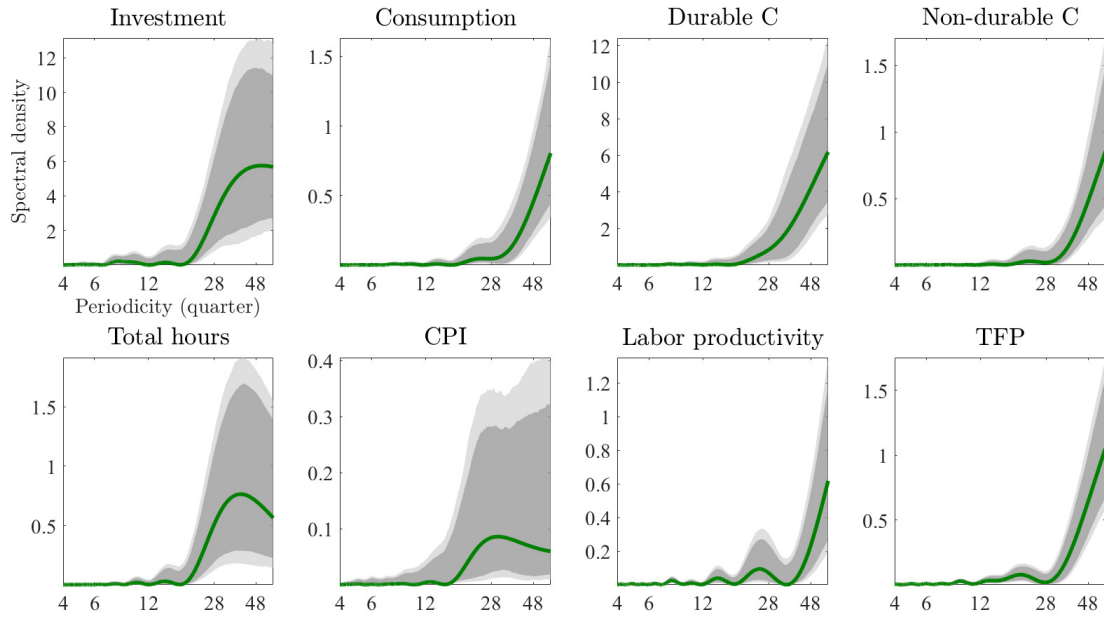 Investment
Consumption
Durable C
Non-durable C
Spectral density
12
10
8
6
4
2
4 6 12 28 48
1.5
1
0.5
4 6 12 28 48
12
10
8
6
4
2
4 6 12 28 48
1.5
1
0.5
4 6 12 28 48
Periodicity (quarter)
Total hours
CPI
Labor productivity
TFP
1.5
1
0.5
4 6 12 28 48
0.4
0.3
0.2
0.1
4 6 12 28 48
1.2
1
0.8
0.6
0.4
0.2
4 6 12 28 48
1.5
1
0.5
4 6 12 28 48